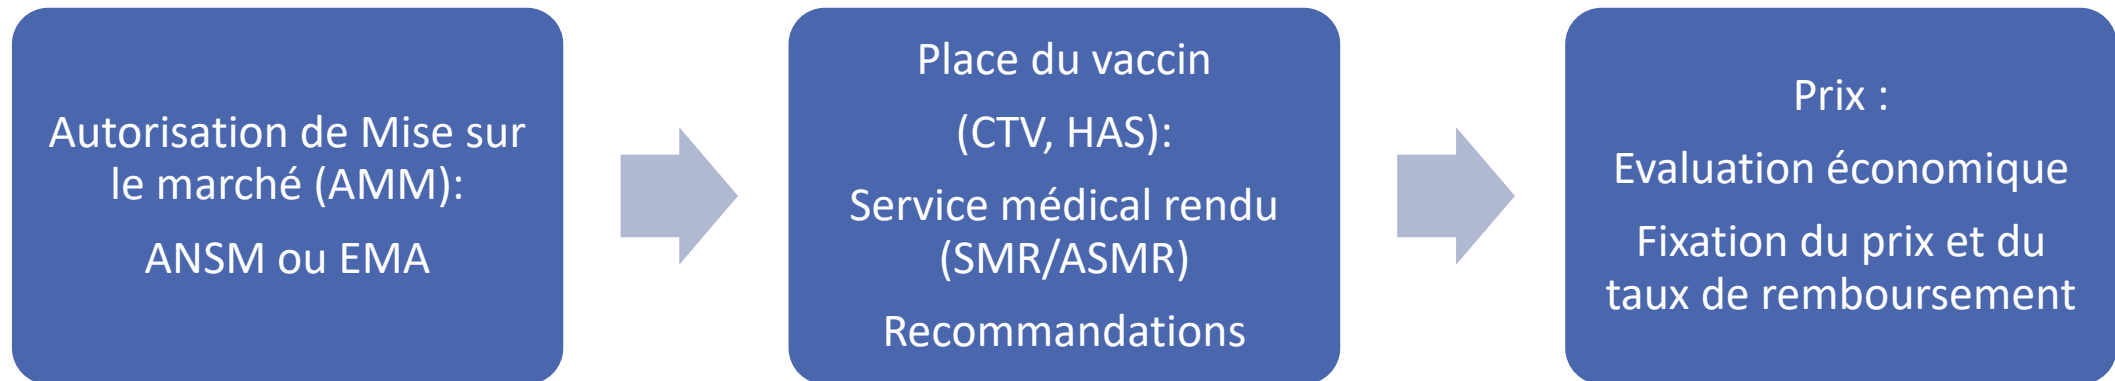 Autorisation de Mise sur
le marché (AMM):
ANSM ou EMA
Place du vaccin
(CTV, HAS):
Service médical rendu
(SMR/ASMR)
Recommandations
Prix :
Evaluation économique
Fixation du prix et du
taux de remboursement